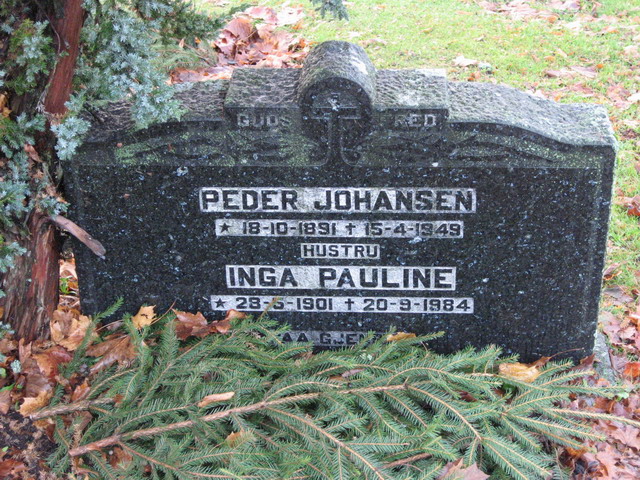 GUDS FRED
PEDER JOHANSEN
★ 18-10-1891 † 15-4-1949
HUSTRU
INGA PAULINE
★ 28-5-1901 † 20-9-1984